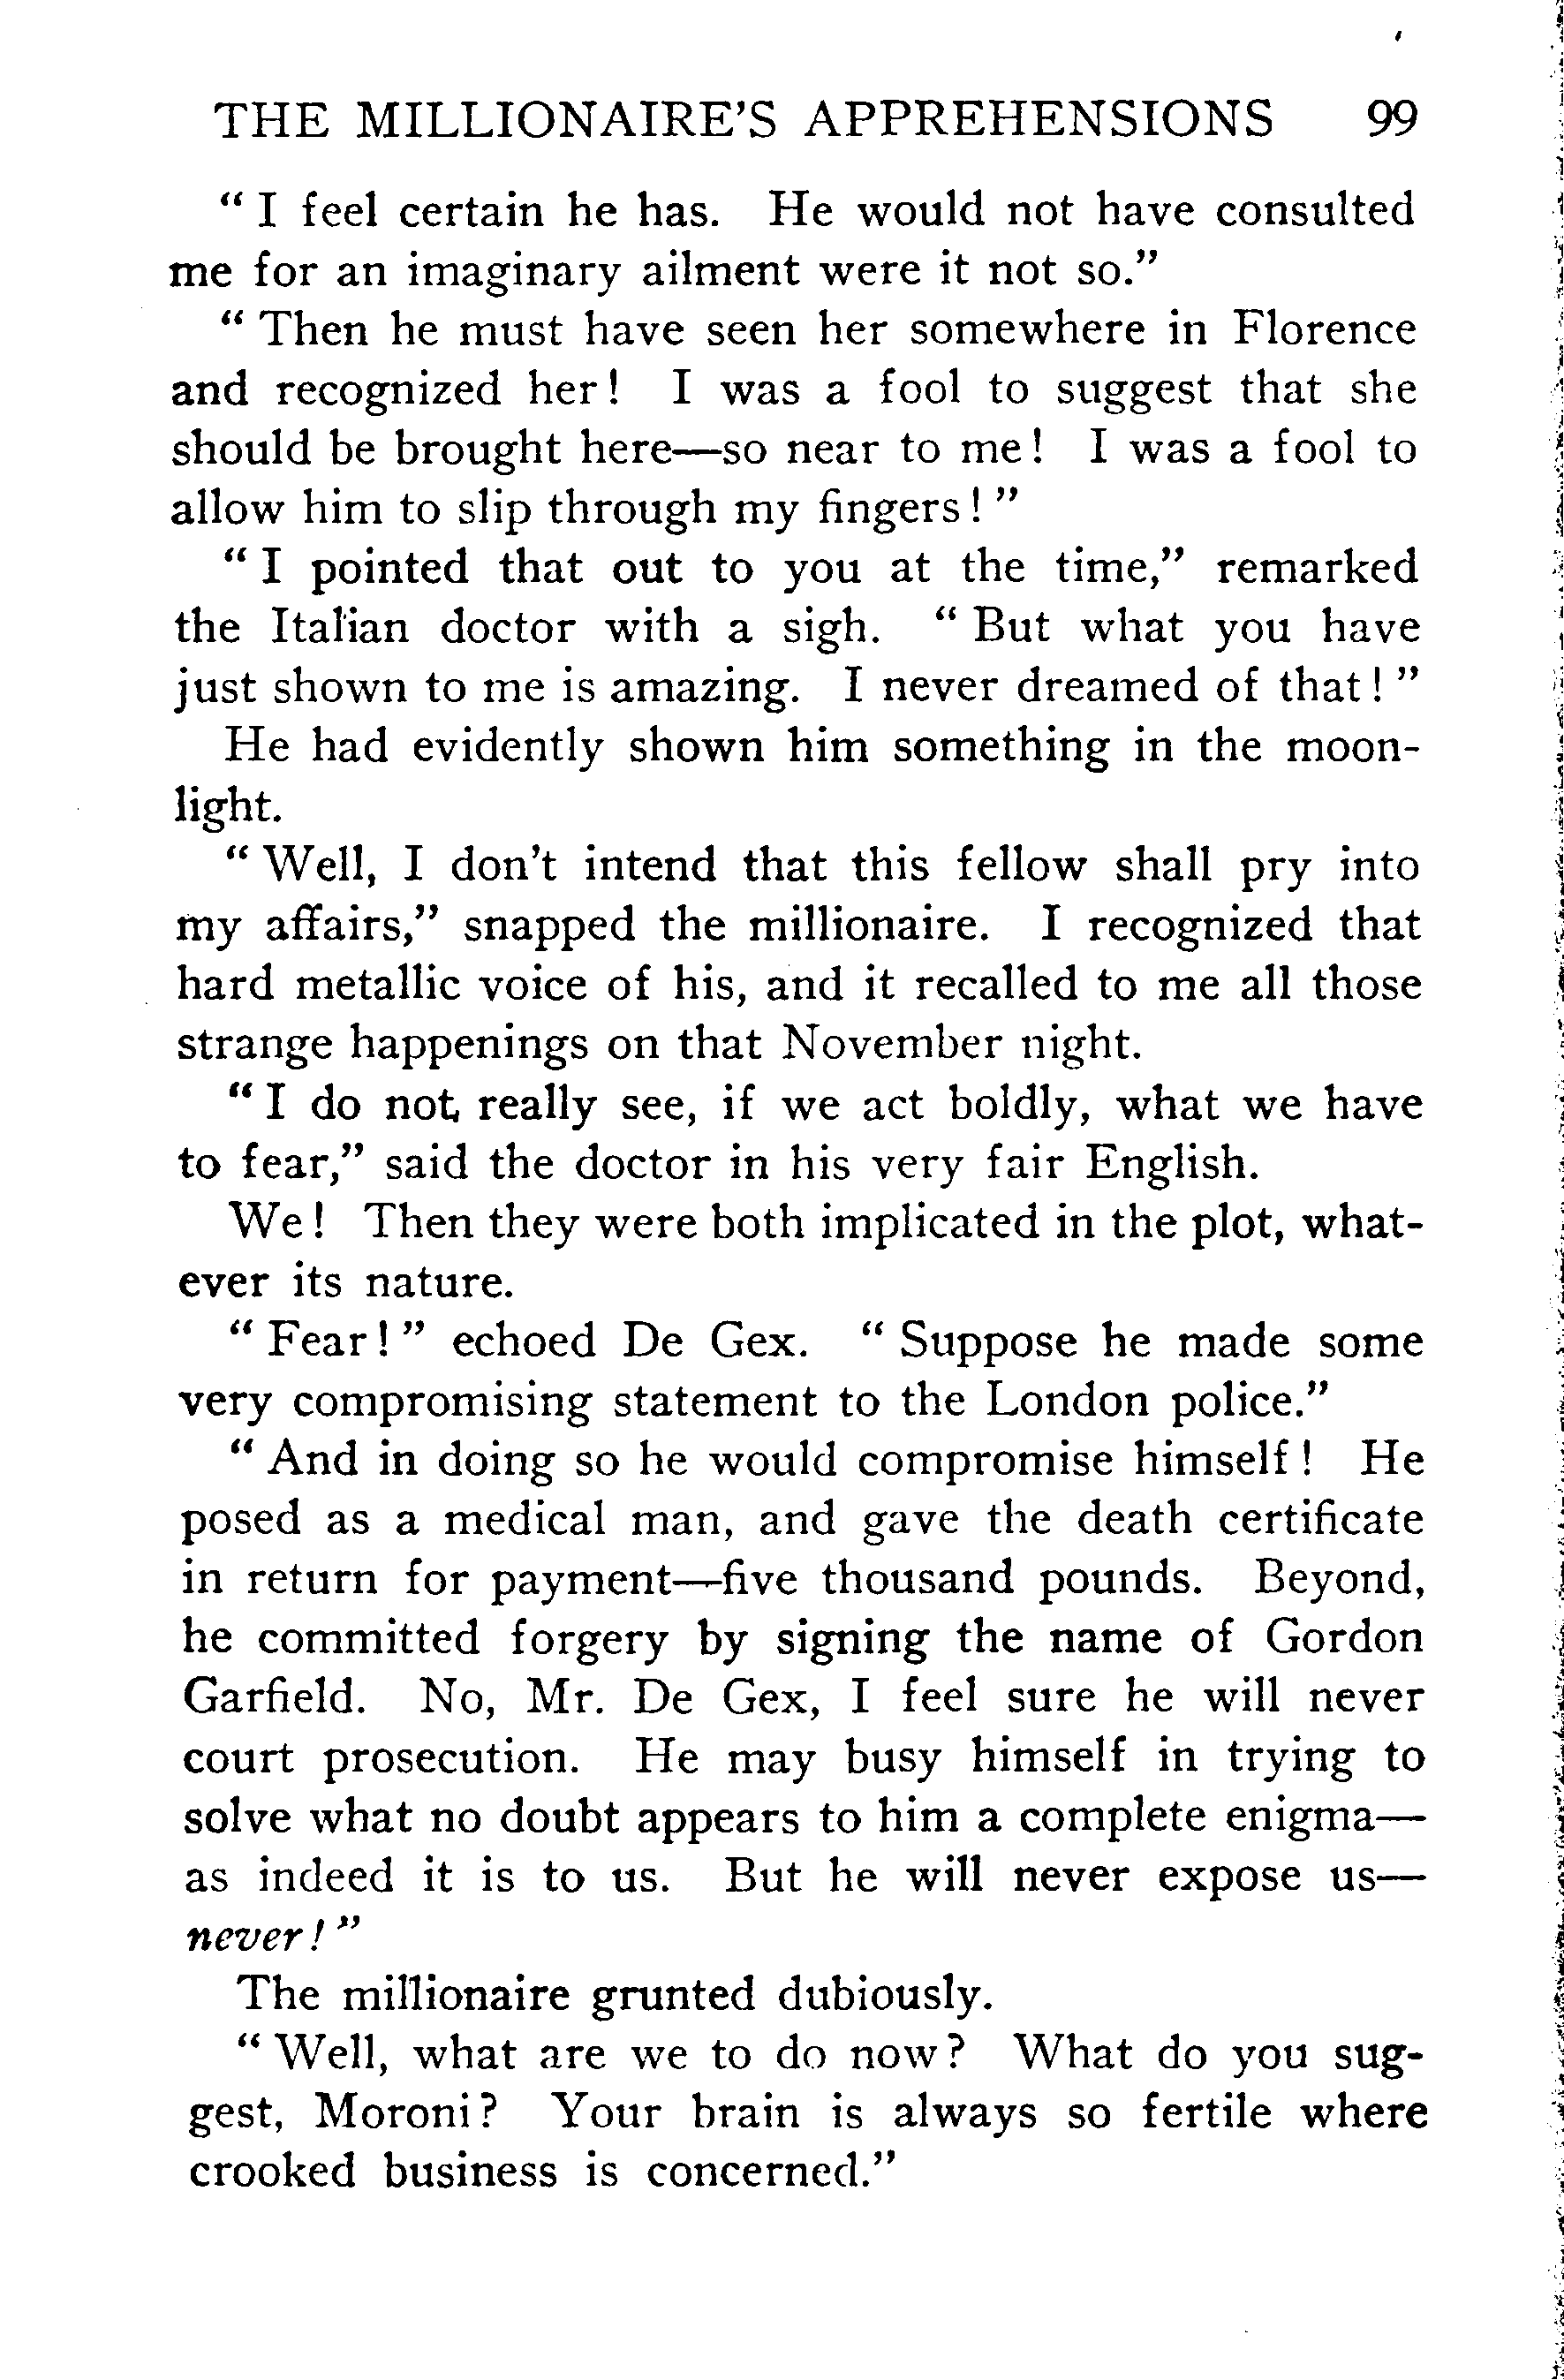 THE MILLIONAIRE'S APPREHENSIONS 99
" I feel certain he has. He would not have consulted
me for an imaginary ailment were it not so."
" Then he must have seen her somewhere in Florence
and recognized her! I was a fool to suggest that she
should be brought here—so near to me! I was a fool to
allow him to slip through my fingers! "
" I pointed that out to you at the time," remarked
the Italian doctor with a sigh. " But what you have
just shown to me is amazing. I never dreamed of that! "
He had evidently shown him something in the moon-
light.
" Well, I don't intend that this fellow shall pry into
my affairs," snapped the millionaire. I recognized that
hard metallic voice of his, and it recalled to me all those
strange happenings on that November night.
" I do not really see, if we act boldly, what we have
to fear," said the doctor in his very fair English.
We! Then they were both implicated in the plot, what-
ever its nature.
" Fear! " echoed De Gex. " Suppose he made some
very compromising statement to the London police."
" And in doing so he would compromise himself! He
posed as a medical man, and gave the death certificate
in return for payment—five thousand pounds. Beyond,
he committed forgery by signing the name of Gordon
Garfield. No, Mr. De Gex, I feel sure he will never
court prosecution. He may busy himself in trying to
solve what no doubt appears to him a complete enigma—
as indeed it is to us. But he will never expose us—
never! "
The millionaire grunted dubiously.
" Well, what are we to do now? What do you sug-
gest, Moroni? Your brain is always so fertile where
crooked business is concerned."